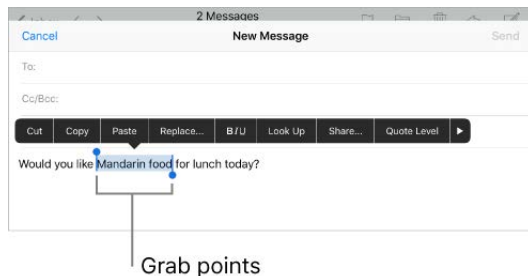 2 Messages
Cancel New Message Send
To:
Cc/Bcc:
Cut Copy Paste Replace... B I U Look Up Share... Quote Level
Would you like Mandarin food for lunch today?
Grab points